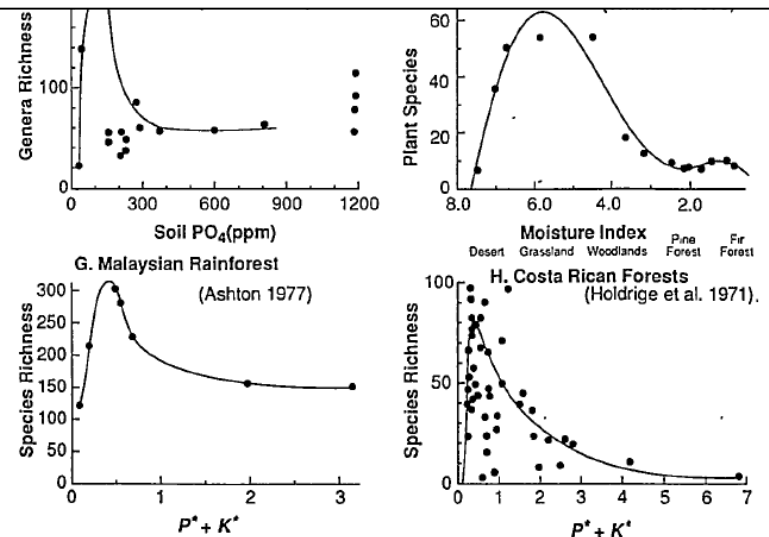 Genera Richness
100
0
0 300 600 900 1200
Soil PO4(ppm)
Plant Species
60
40
20
0
8.0 6.0 4.0 2.0
Moisture Index
Desert Grassland Woodlands Pine Forest Fir Forest
G. Malaysian Rainforest
(Ashton 1977)
Species Richness
300
250
200
150
100
50
0
0 1 2 3
P* + K*
H. Costa Rican Forests
(Holdrige et al. 1971).
Species Richness
100
50
0
0 1 2 3 4 5 6 7
P* + K*